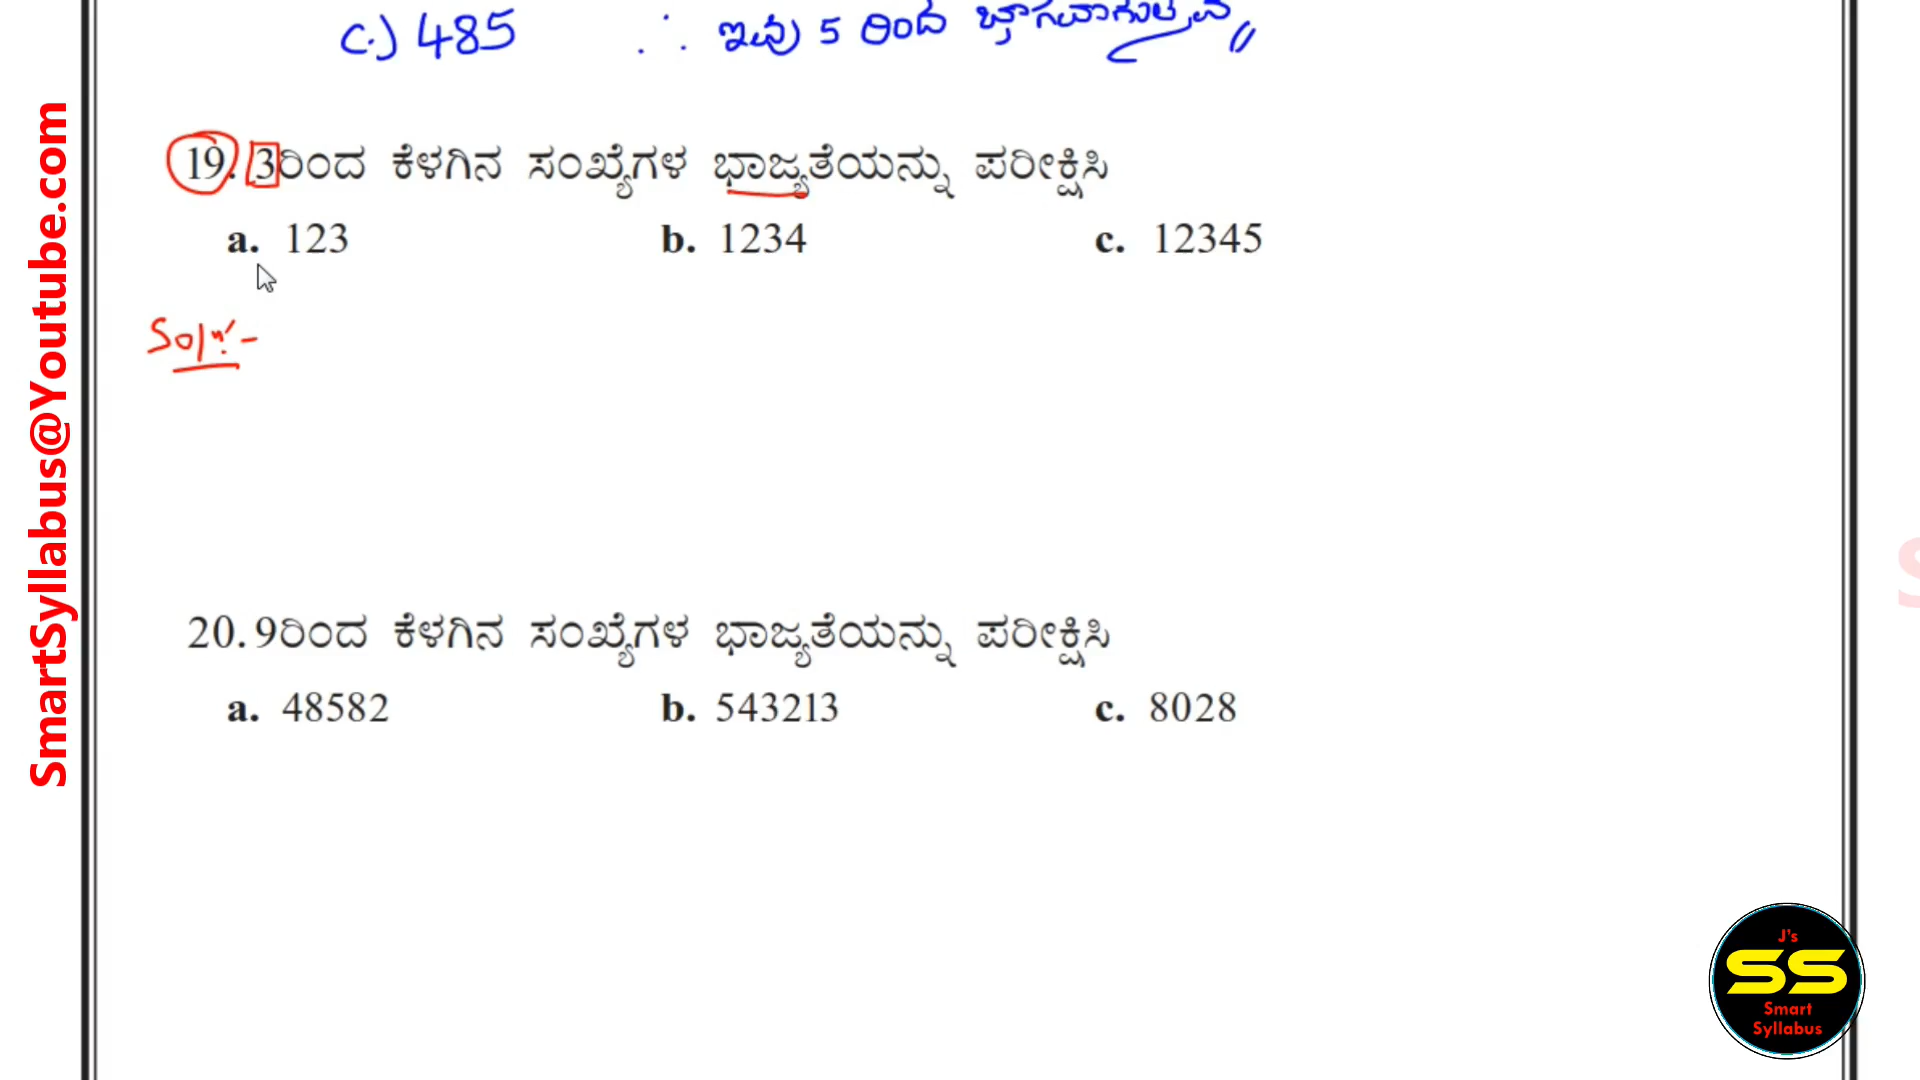 c.) 485 ∴ ಇವು 5 ರಿಂದ ಭಾಗವಾಗುತ್ತವೆ //
19. 3ರಿಂದ ಕೆಳಗಿನ ಸಂಖ್ಯೆಗಳ ಭಾಜ್ಯತೆಯನ್ನು ಪರೀಕ್ಷಿಸಿ
a. 123 b. 1234 c. 12345
Solⁿ:-
20. 9ರಿಂದ ಕೆಳಗಿನ ಸಂಖ್ಯೆಗಳ ಭಾಜ್ಯತೆಯನ್ನು ಪರೀಕ್ಷಿಸಿ
a. 48582 b. 543213 c. 8028
SmartSyllabus@Youtube.com
J's
SS
Smart
Syllabus
S